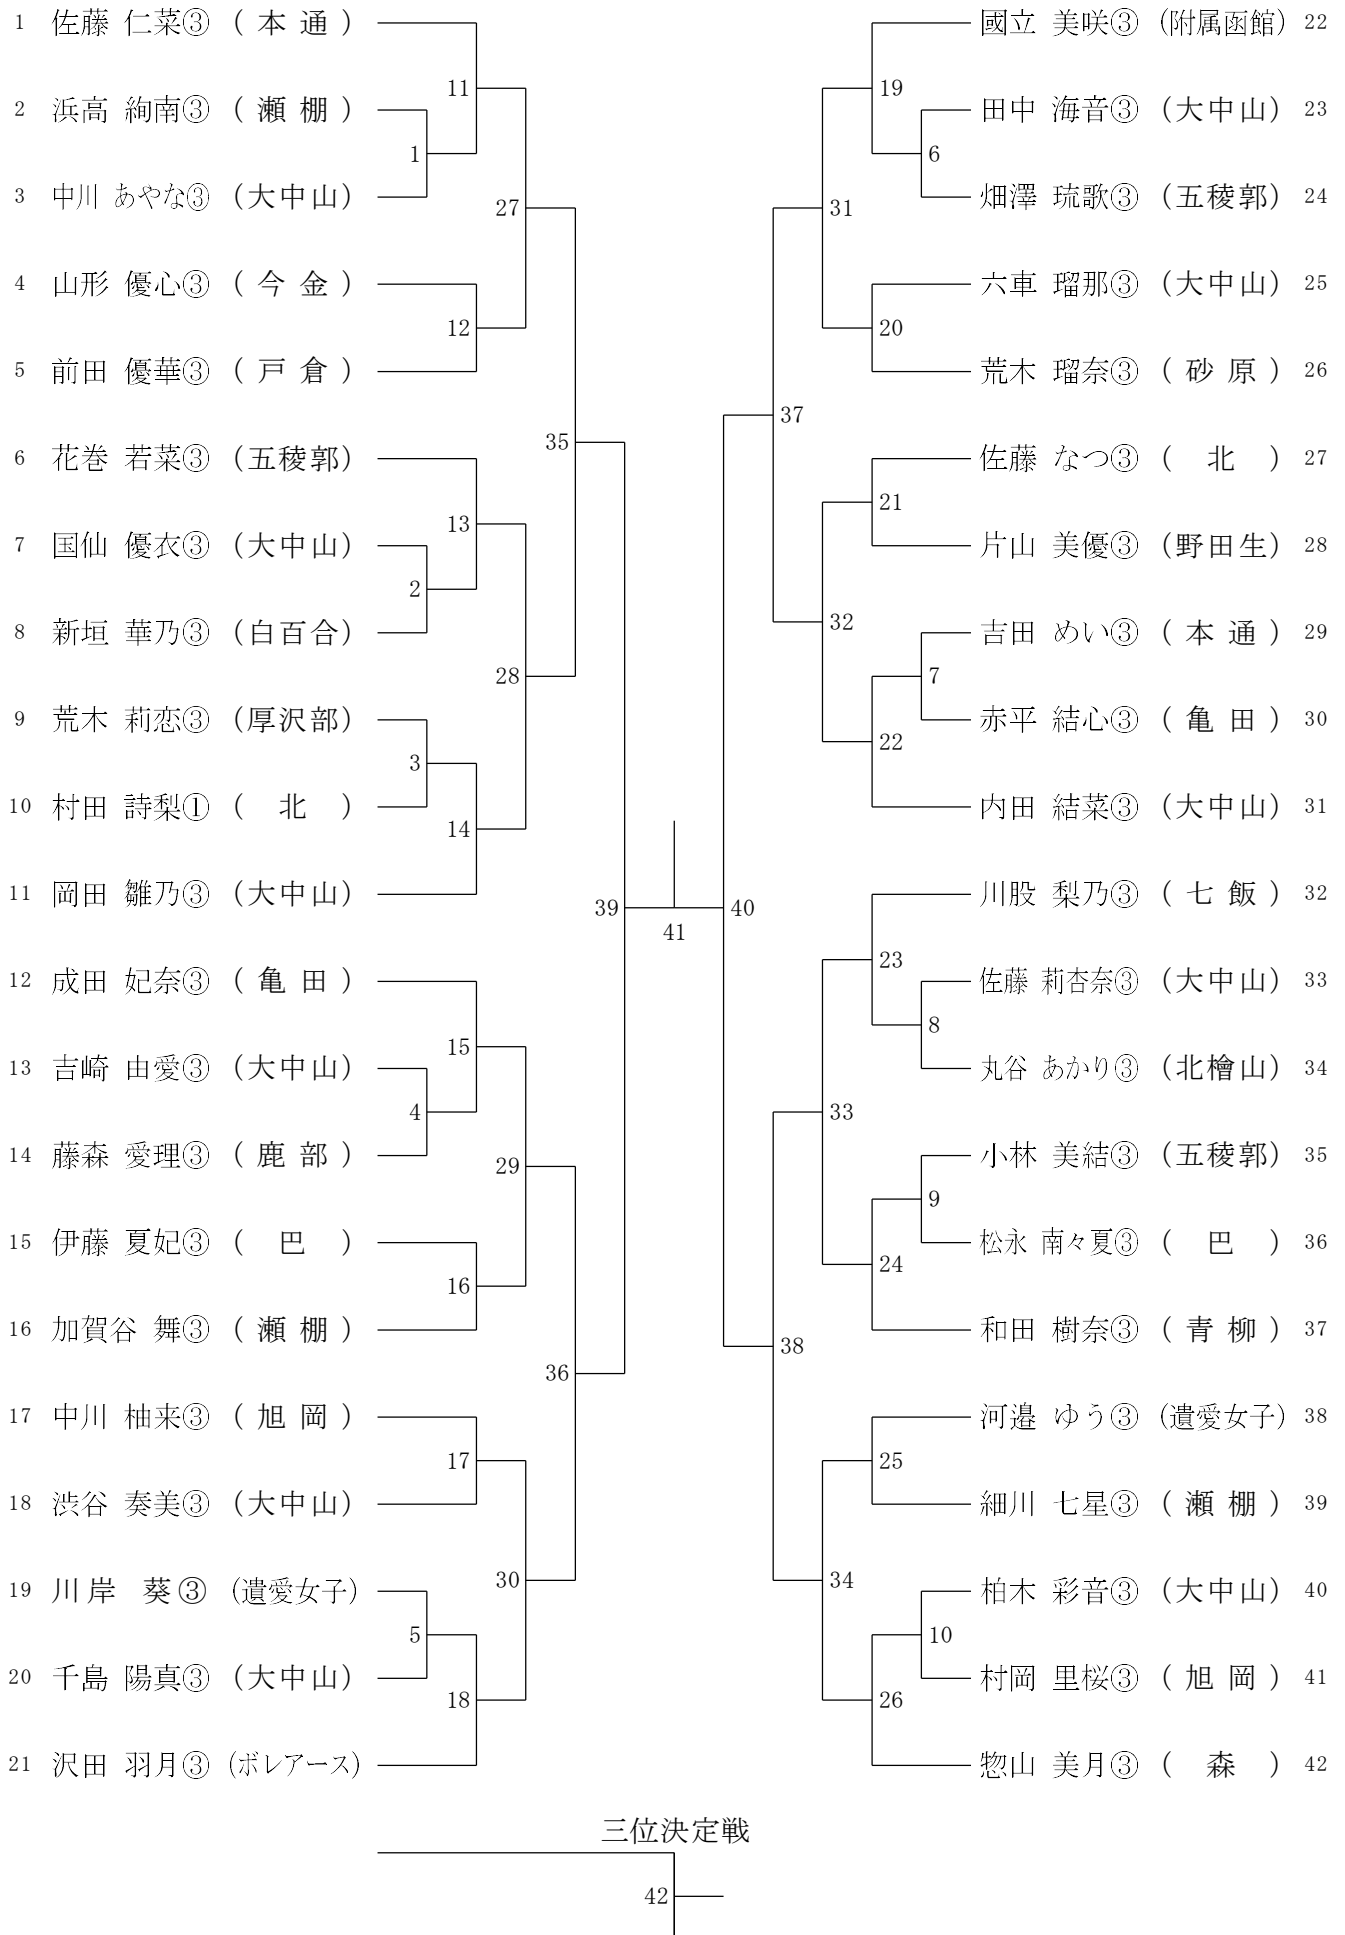 1 佐藤 仁菜③ ( 本 通 )
2 浜高 絢南③ ( 瀬 棚 )
3 中川 あやな③ (大中山)
4 山形 優心③ ( 今 金 )
5 前田 優華③ ( 戸 倉 )
6 花巻 若菜③ (五稜郭)
7 国仙 優衣③ (大中山)
8 新垣 華乃③ (白百合)
9 荒木 莉恋③ (厚沢部)
10 村田 詩梨① ( 北 )
11 岡田 雛乃③ (大中山)
12 成田 妃奈③ ( 亀 田 )
13 吉崎 由愛③ (大中山)
14 藤森 愛理③ ( 鹿 部 )
15 伊藤 夏妃③ ( 巴 )
16 加賀谷 舞③ ( 瀬 棚 )
17 中川 柚来③ ( 旭 岡 )
18 渋谷 奏美③ (大中山)
19 川岸 葵③ (遺愛女子)
20 千島 陽真③ (大中山)
21 沢田 羽月③ (ボレアース)
11
1
27
12
35
13
2
28
3
14
39
15
4
29
16
36
17
30
5
18
41
19
6
31
20
37
21
32
7
22
40
23
8
33
9
24
38
25
34
10
26
國立 美咲③ (附属函館) 22
田中 海音③ (大中山) 23
畑澤 琉歌③ (五稜郭) 24
六車 瑠那③ (大中山) 25
荒木 瑠奈③ ( 砂 原 ) 26
佐藤 なつ③ ( 北 ) 27
片山 美優③ (野田生) 28
吉田 めい③ ( 本 通 ) 29
赤平 結心③ ( 亀 田 ) 30
内田 結菜③ (大中山) 31
川股 梨乃③ ( 七 飯 ) 32
佐藤 莉杏奈③ (大中山) 33
丸谷 あかり③ (北檜山) 34
小林 美結③ (五稜郭) 35
松永 南々夏③ ( 巴 ) 36
和田 樹奈③ ( 青 柳 ) 37
河邉 ゆう③ (遺愛女子) 38
細川 七星③ ( 瀬 棚 ) 39
柏木 彩音③ (大中山) 40
村岡 里桜③ ( 旭 岡 ) 41
惣山 美月③ ( 森 ) 42
三位決定戦
42